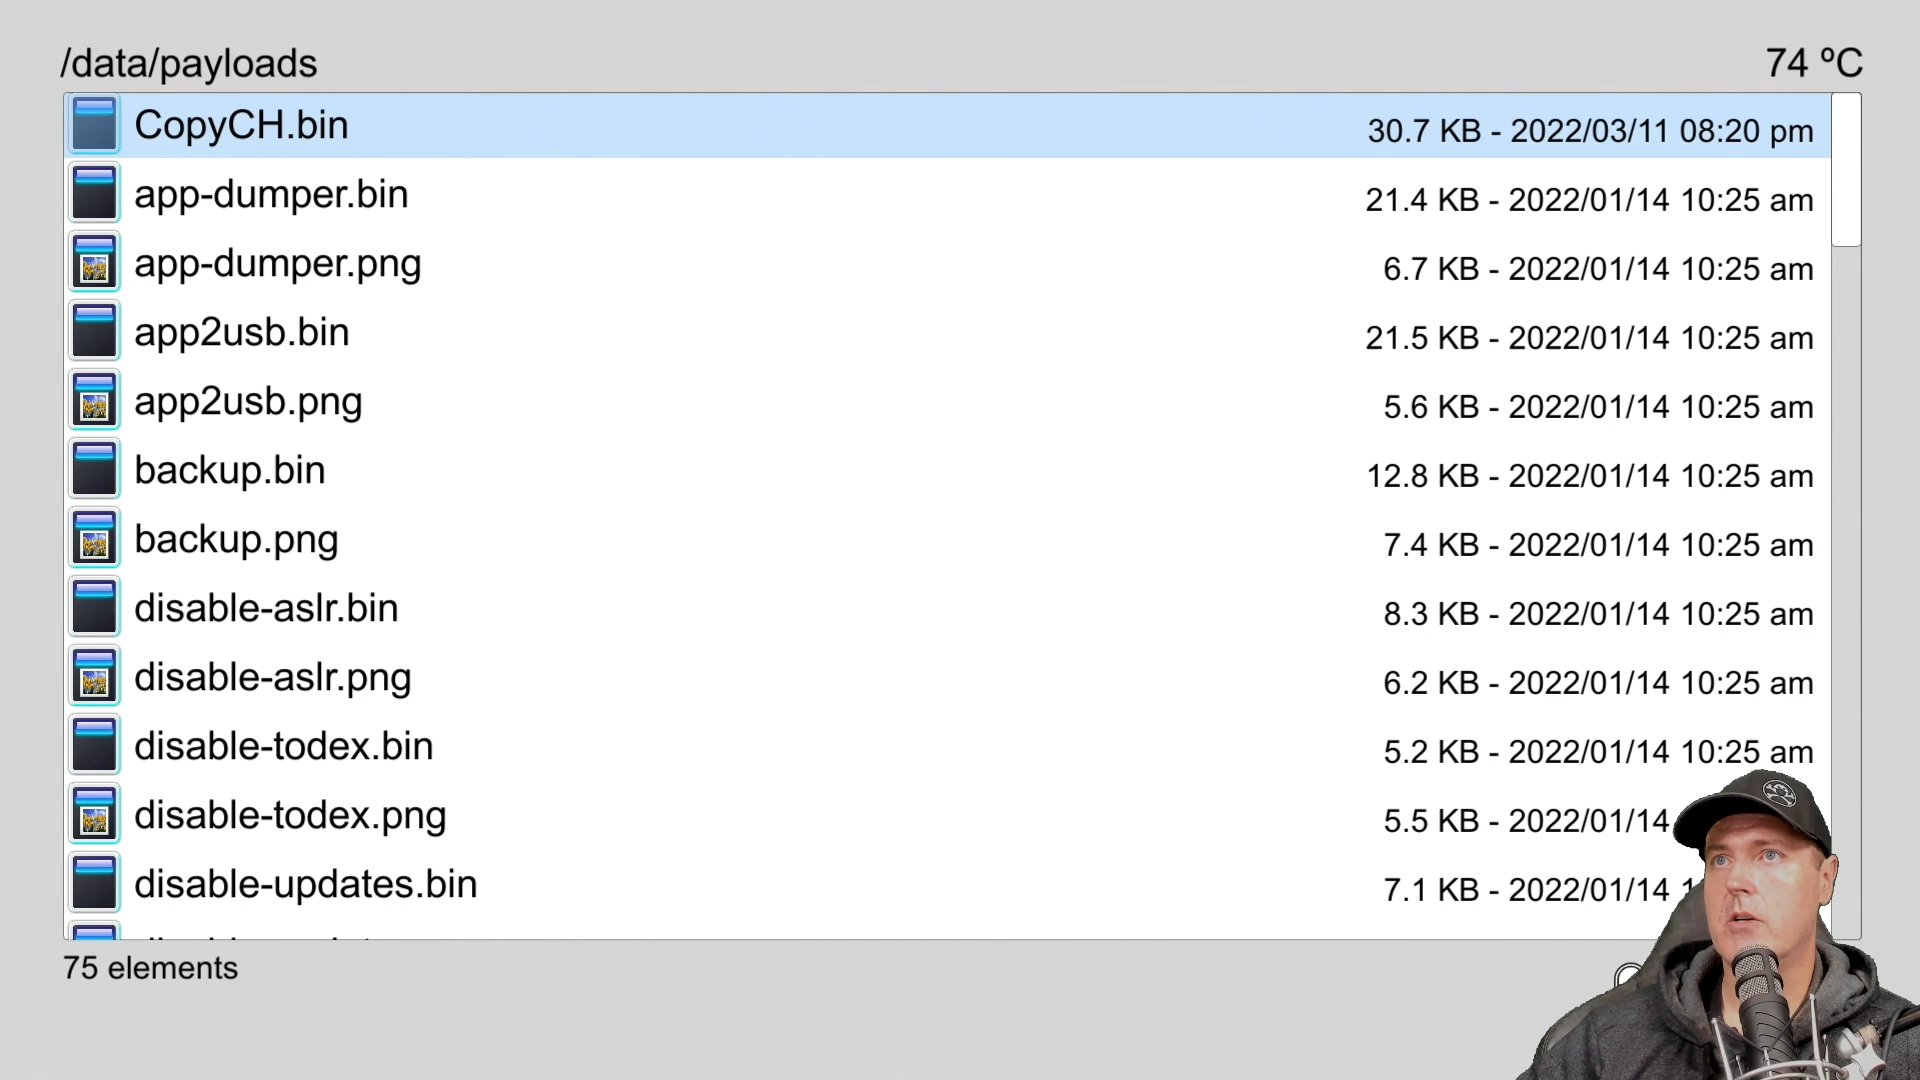 /data/payloads 74 ºC
CopyCH.bin 30.7 KB - 2022/03/11 08:20 pm
app-dumper.bin 21.4 KB - 2022/01/14 10:25 am
app-dumper.png 6.7 KB - 2022/01/14 10:25 am
app2usb.bin 21.5 KB - 2022/01/14 10:25 am
app2usb.png 5.6 KB - 2022/01/14 10:25 am
backup.bin 12.8 KB - 2022/01/14 10:25 am
backup.png 7.4 KB - 2022/01/14 10:25 am
disable-aslr.bin 8.3 KB - 2022/01/14 10:25 am
disable-aslr.png 6.2 KB - 2022/01/14 10:25 am
disable-todex.bin 5.2 KB - 2022/01/14 10:25 am
disable-todex.png 5.5 KB - 2022/01/14
disable-updates.bin 7.1 KB - 2022/01/14
75 elements